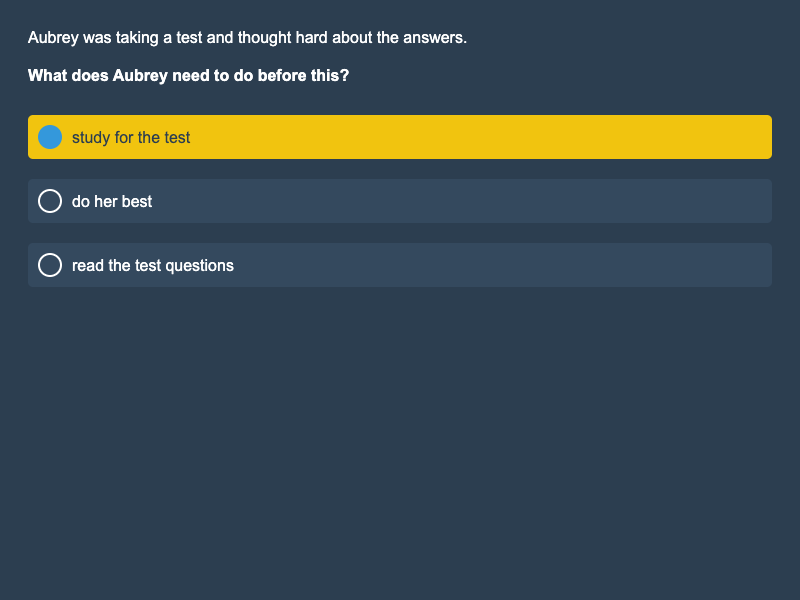 Aubrey was taking a test and thought hard about the answers.
What does Aubrey need to do before this?
study for the test
do her best
read the test questions